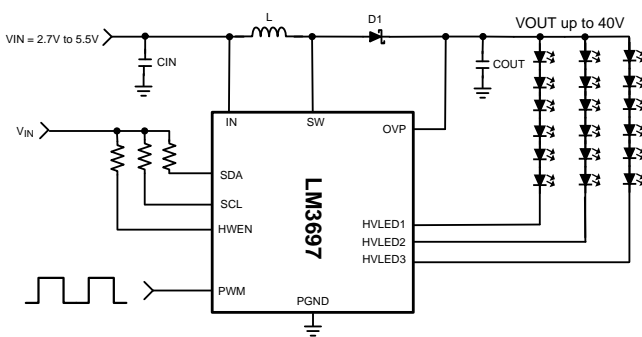 L
D1
VOUT up to 40V
VIN = 2.7V to 5.5V
CIN
COUT
IN
SW
OVP
VIN
SDA
SCL
HWEN
LM3697
HVLED1
HVLED2
HVLED3
PWM
PGND